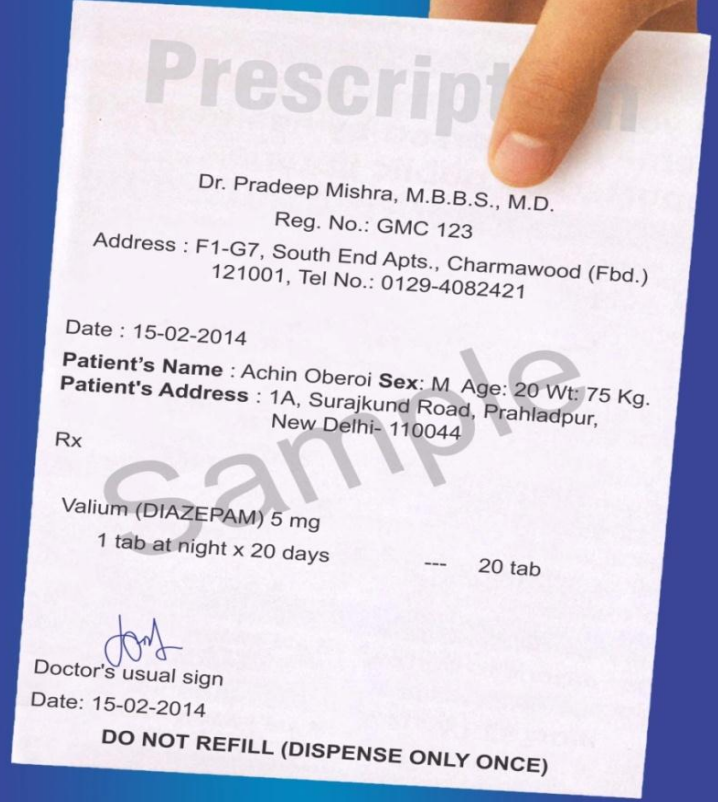 Prescription
Dr. Pradeep Mishra, M.B.B.S., M.D.
Reg. No.: GMC 123
Address : F1-G7, South End Apts., Charmawood (Fbd.)
121001, Tel No.: 0129-4082421
Date : 15-02-2014
Patient's Name : Achin Oberoi Sex: M Age: 20 Wt: 75 Kg.
Patient's Address : 1A, Surajkund Road, Prahladpur,
New Delhi- 110044
Rx
Sample
Valium (DIAZEPAM) 5 mg
1 tab at night x 20 days --- 20 tab
Doctor's usual sign
Date: 15-02-2014
DO NOT REFILL (DISPENSE ONLY ONCE)